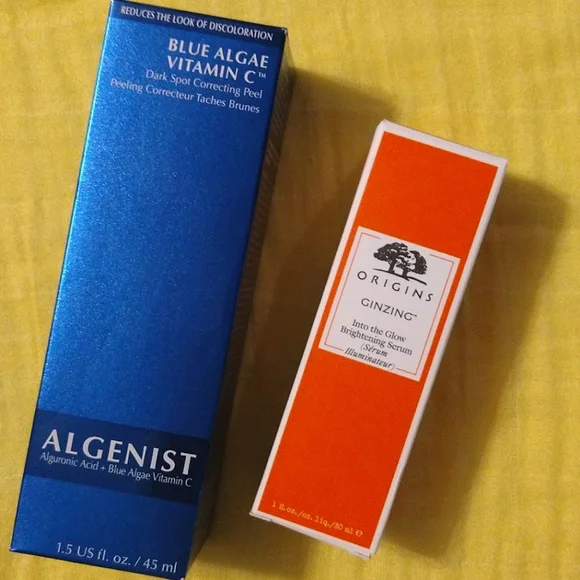 REDUCES THE LOOK OF DISCOLORATION
BLUE ALGAE
VITAMIN C™
Dark Spot Correcting Peel
Peeling Correcteur Taches Brunes
ALGENIST
Alguronic Acid + Blue Algae Vitamin C
1.5 US fl. oz. / 45 ml
ORIGINS
GINZING™
Into the Glow
Brightening Serum
(Sérum
Illuminateur)
1 fl.oz./oz. liq./30 ml ℮